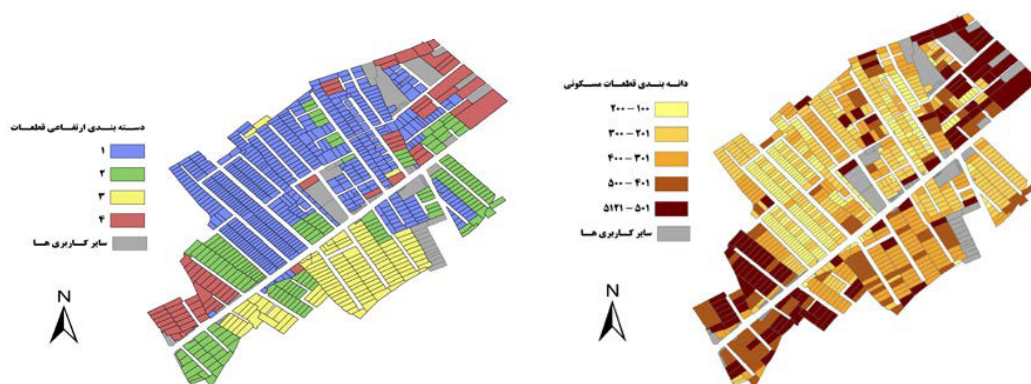 دسته بندی ارتفاعی قطعات
۱
۲
۳
۴
سایر کاربری ها
N
دانه بندی قطعات مسکونی
۲۰۰ - ۱۰۰
۳۰۰ - ۲۰۱
۴۰۰ - ۳۰۱
۵۰۰ - ۴۰۱
۵۱۲۱ - ۵۰۱
سایر کاربری ها
N